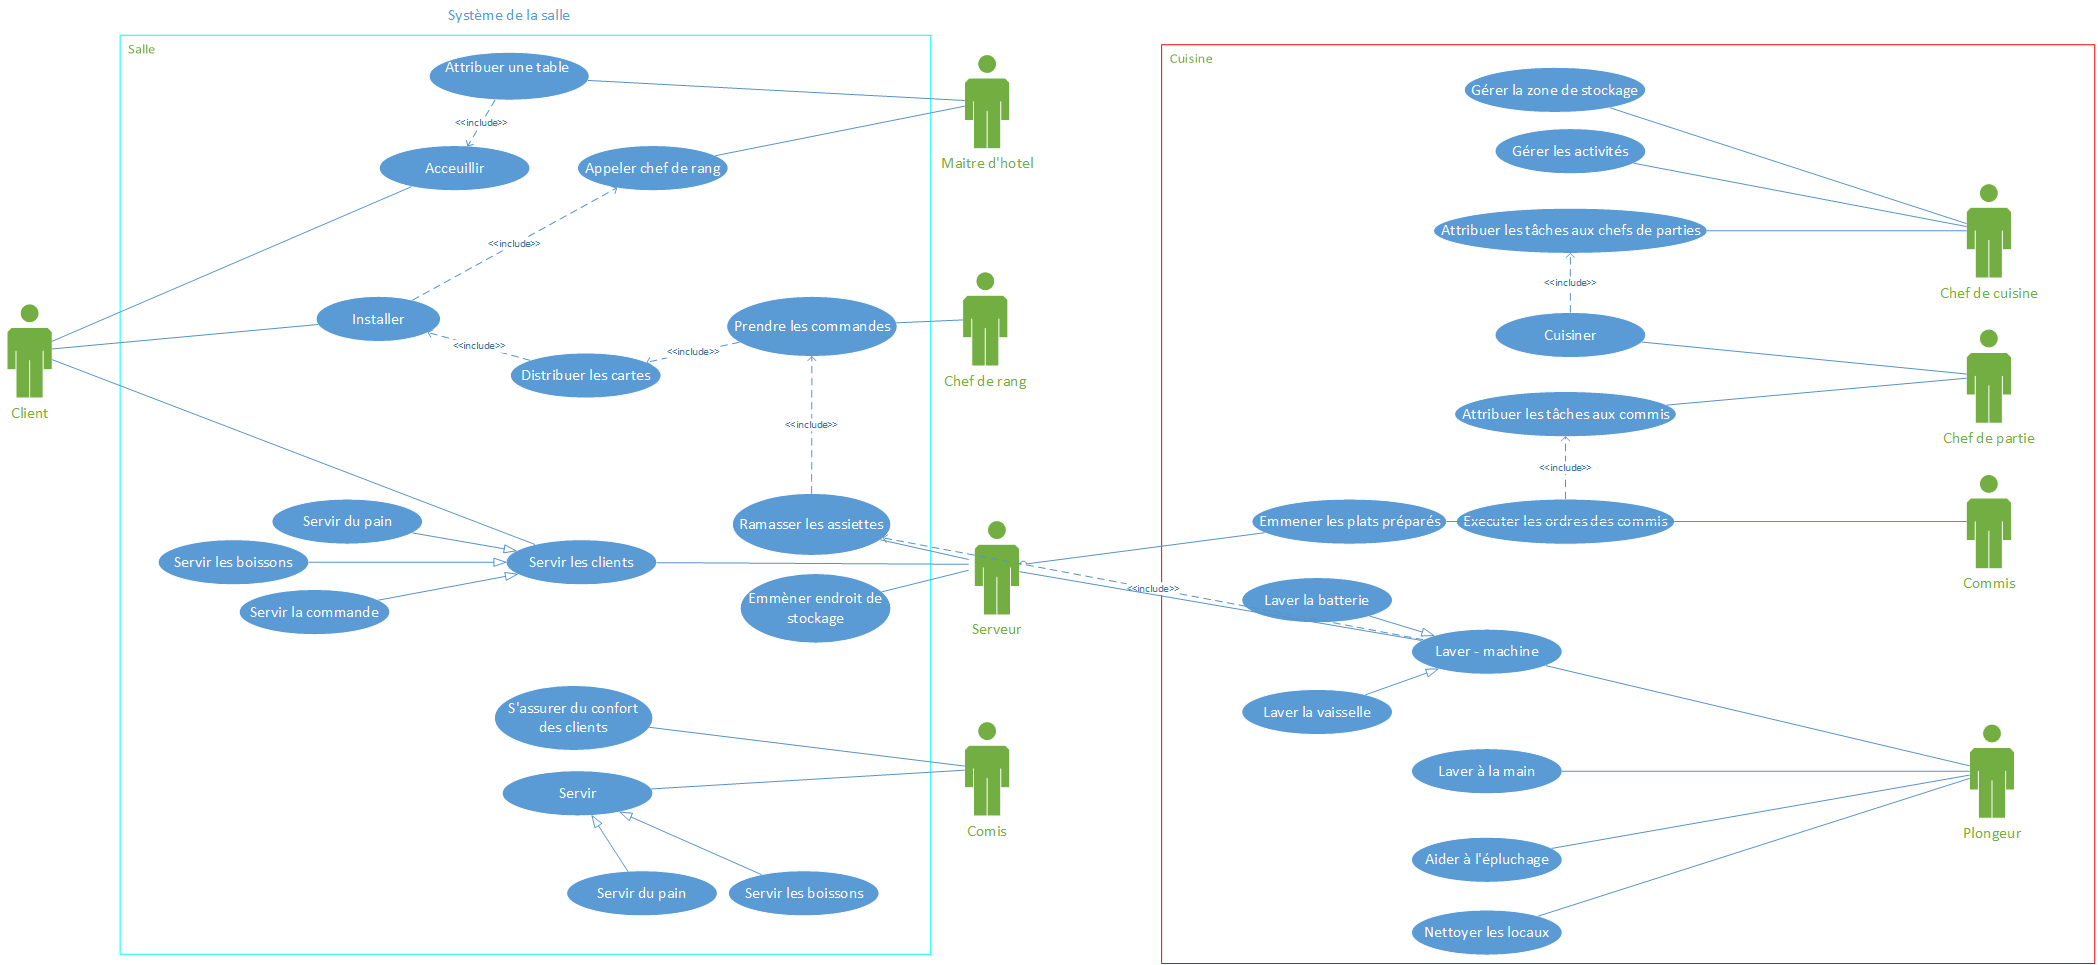 Système de la salle
Salle
Attribuer une table
<<include>>
Acceuillir
Appeler chef de rang
Maitre d'hotel
<<include>>
Installer
Prendre les commandes
<<include>>
<<include>>
Distribuer les cartes
Chef de rang
Client
<<include>>
Servir du pain
Ramasser les assiettes
Servir les boissons
Servir les clients
Servir la commande
Emmèner endroit de
stockage
Serveur
S'assurer du confort
des clients
Servir
Comis
Servir du pain
Servir les boissons
Cuisine
Gérer la zone de stockage
Gérer les activités
Attribuer les tâches aux chefs de parties
Chef de cuisine
<<include>>
Cuisiner
Attribuer les tâches aux commis
Chef de partie
<<include>>
Emmener les plats préparés
Executer les ordres des commis
Commis
<<include>>
Laver la batterie
Laver - machine
Laver la vaisselle
Laver à la main
Plongeur
Aider à l'épluchage
Nettoyer les locaux